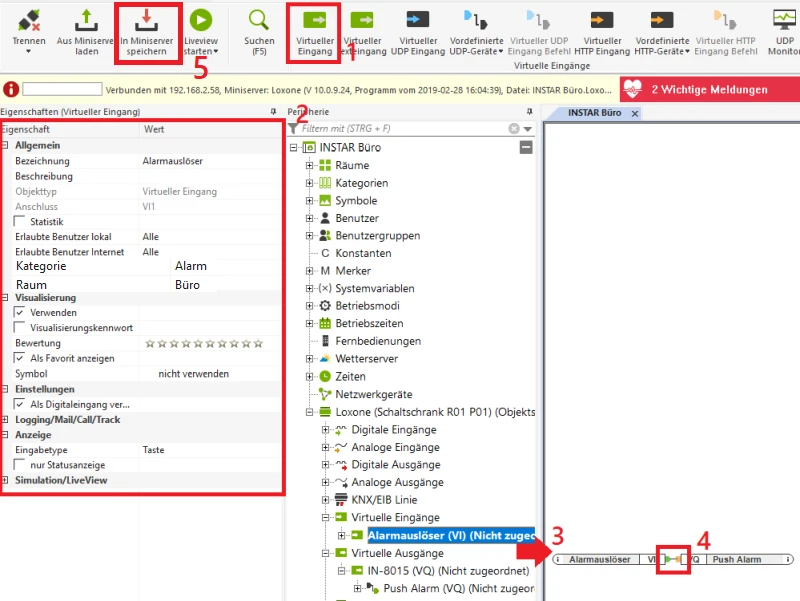 Trennen
Aus Miniserver laden
In Miniserver speichern
Liveview starten
Suchen (F5)
Virtueller Eingang
Virtueller Texteingang
Virtueller UDP Eingang
Vordefinierte UDP-Geräte
Virtueller UDP Eingang Befehl
Virtueller HTTP Eingang
Vordefinierte HTTP-Geräte
Virtueller HTTP Eingang Befehl
UDP Monitor
1
5
Virtuelle Eingänge
Verbunden mit 192.168.2.58, Miniserver: Loxone (V 10.0.9.24, Programm vom 2019-02-28 16:04:39), Datei: INSTAR Büro.Loxo...
2 Wichtige Meldungen
Eigenschaften (Virtueller Eingang)
Eigenschaft Wert
Allgemein
Bezeichnung Alarmauslöser
Beschreibung
Objekttyp Virtueller Eingang
Anschluss VI1
Statistik
Erlaubte Benutzer lokal Alle
Erlaubte Benutzer Internet Alle
Kategorie Alarm
Raum Büro
Visualisierung
Verwenden
Visualisierungskennwort
Bewertung
Als Favorit anzeigen
Symbol nicht verwenden
Einstellungen
Als Digitaleingang ver...
Logging/Mail/Call/Track
Anzeige
Eingabetype Taste
nur Statusanzeige
Simulation/LiveView
Peripherie
2
Filtern mit (STRG + F)
INSTAR Büro
Räume
Kategorien
Symbole
Benutzer
Benutzergruppen
C Konstanten
M Merker
(x) Systemvariablen
Betriebsmodi
Betriebszeiten
Fernbedienungen
Wetterserver
Zeiten
Netzwerkgeräte
Loxone (Schaltschrank R01 P01) (Objekts
Digitale Eingänge
Analoge Eingänge
Digitale Ausgänge
Analoge Ausgänge
KNX/EIB Linie
Virtuelle Eingänge
Alarmauslöser (VI) (Nicht zugeo
Virtuelle Ausgänge
IN-8015 (VQ) (Nicht zugeordnet)
Push Alarm (VQ) (Nicht zugeor
INSTAR Büro X
3
4
Alarmauslöser VI VQ Push Alarm